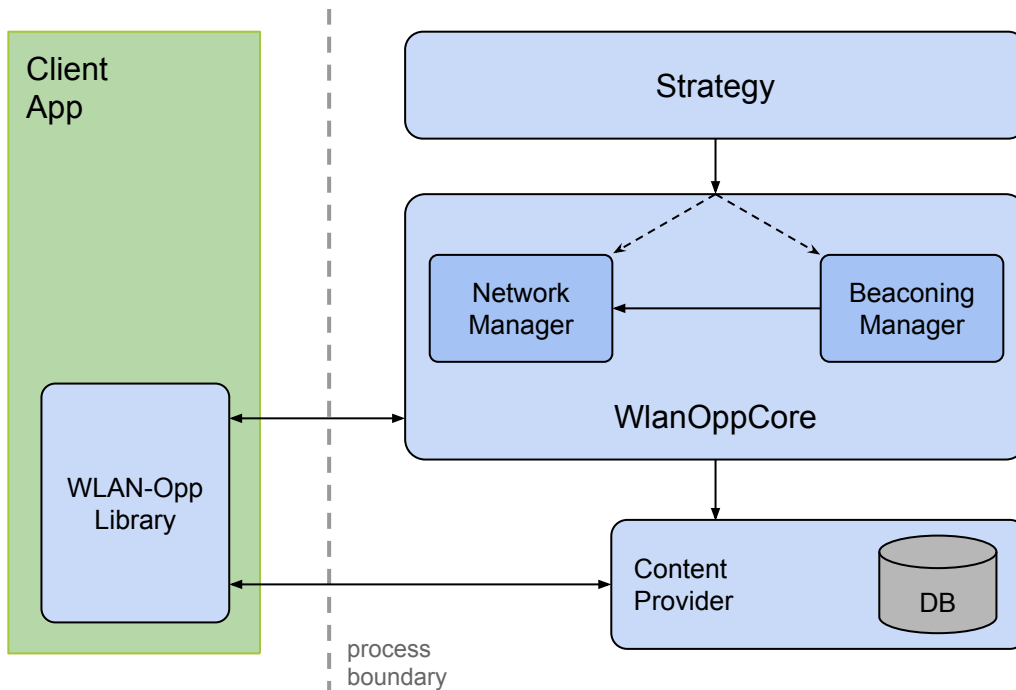 Client
App
Strategy
Network
Manager
Beaconing
Manager
WlanOppCore
WLAN-Opp
Library
Content
Provider
DB
process
boundary